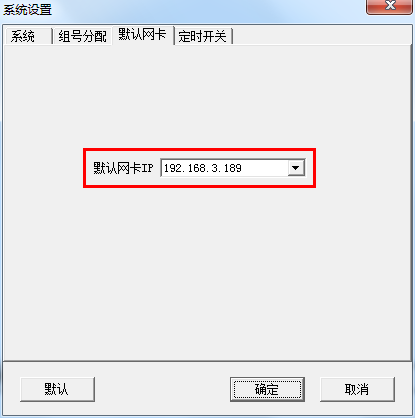 系统设置
系统 组号分配 默认网卡 定时开关
默认网卡IP 192.168.3.189
默认 确定 取消